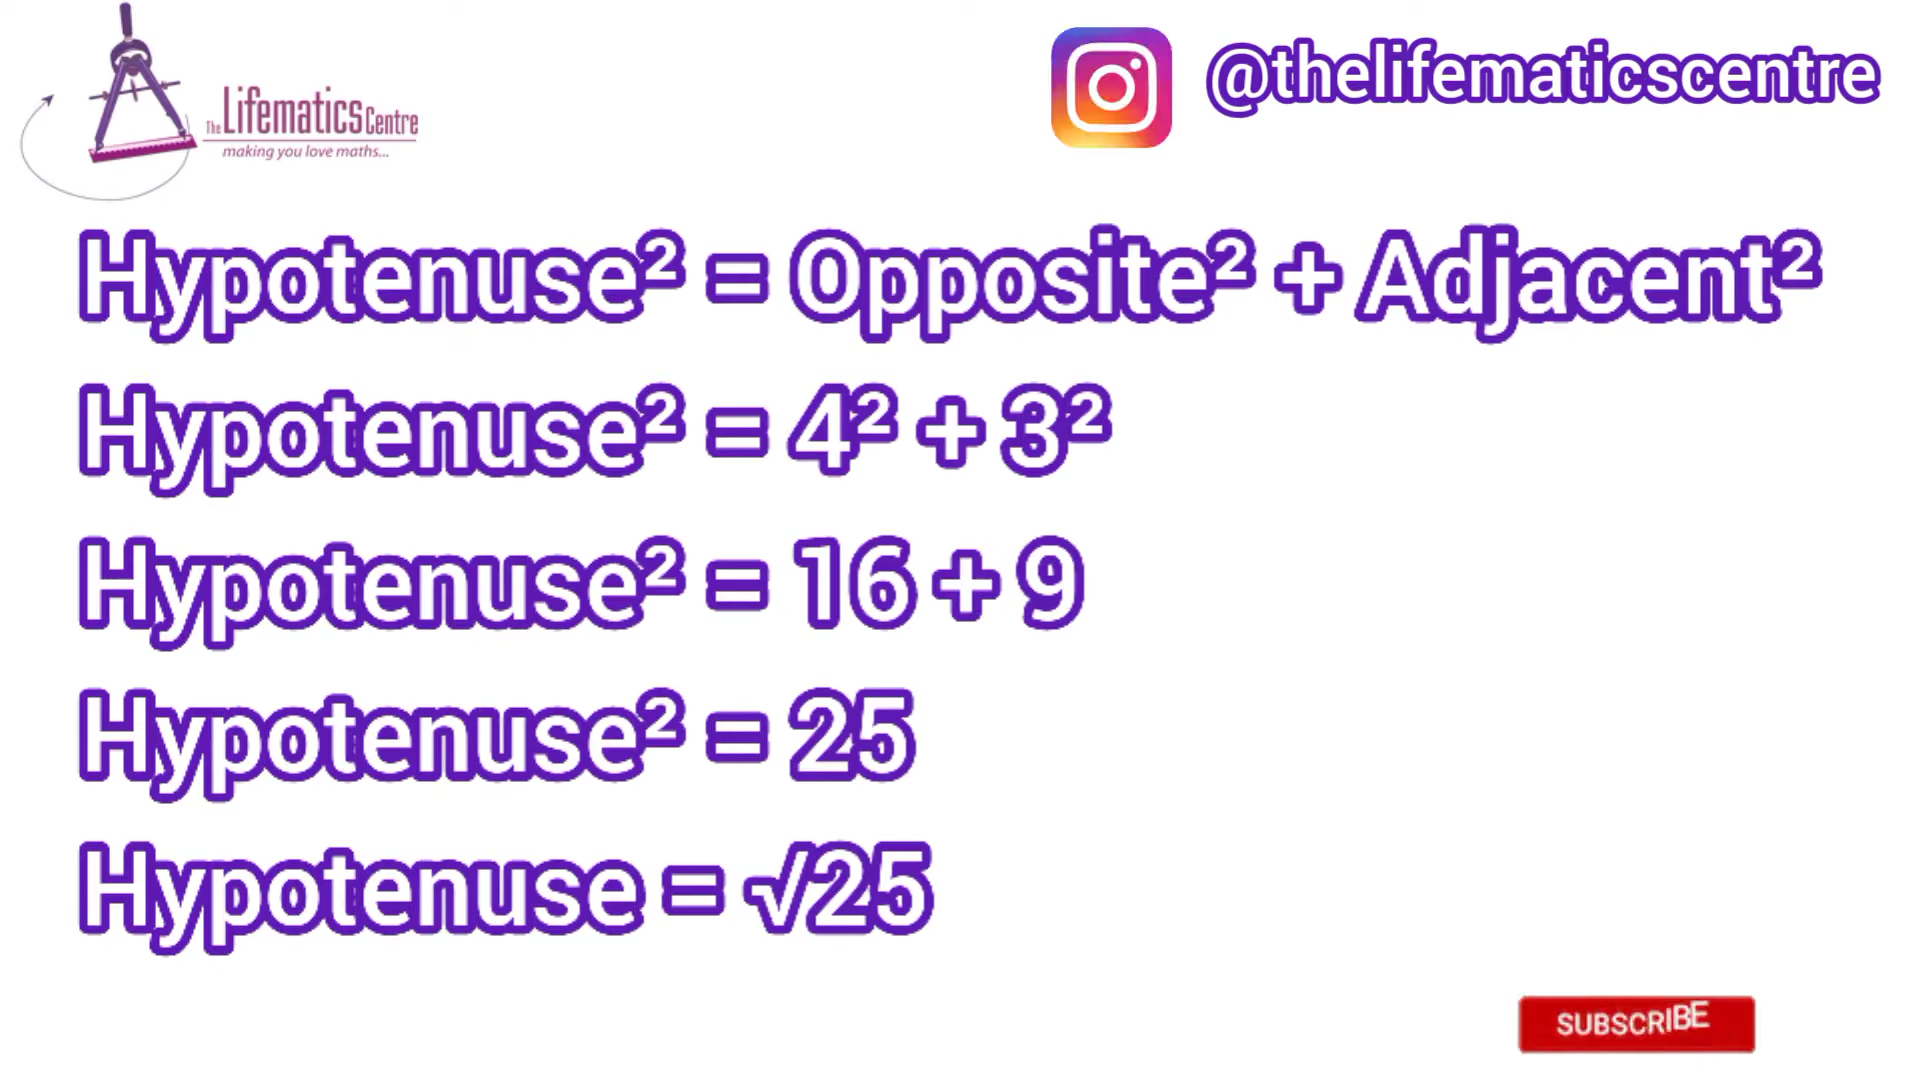 The Lifematics Centre
making you love maths...
@thelifematicscentre
Hypotenuse² = Opposite² + Adjacent²
Hypotenuse² = 4² + 3²
Hypotenuse² = 16 + 9
Hypotenuse² = 25
Hypotenuse = √25
SUBSCRIBE